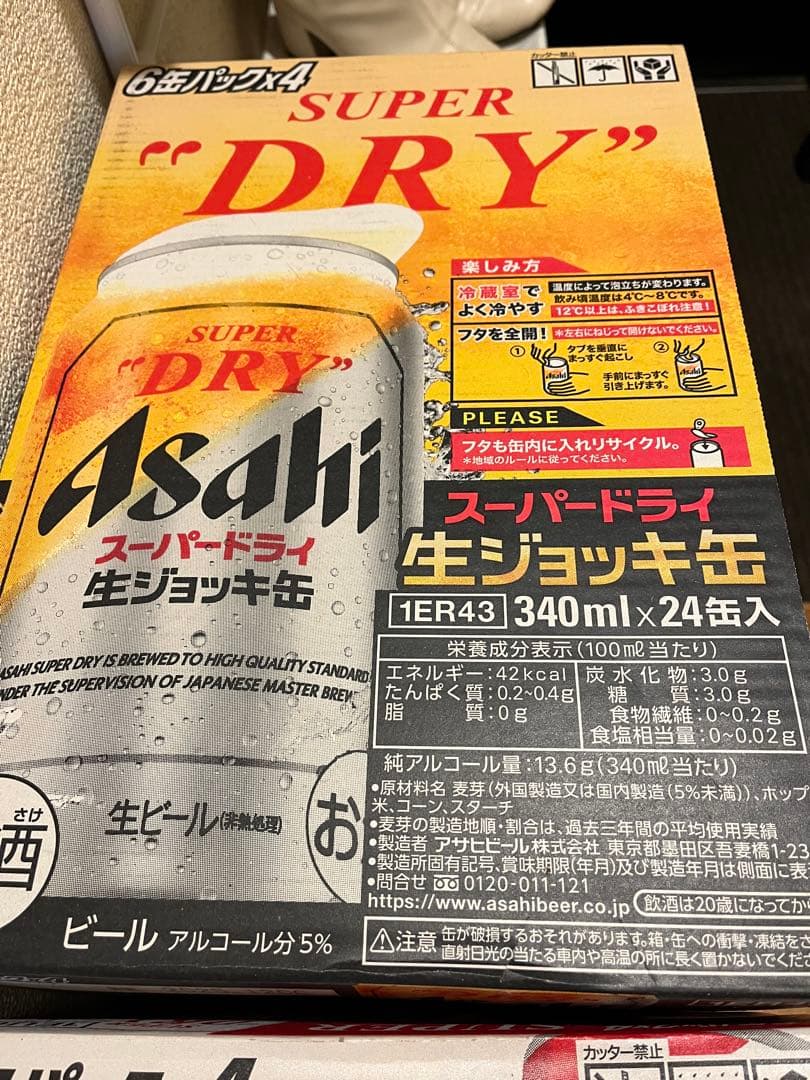 カッター禁止
6缶パック×4
SUPER
"DRY"
楽しみ方
冷蔵室で
よく冷やす
温度によって泡立ちが変わります。
飲み頃温度は4℃〜8℃です。
12℃以上は、ふきこぼれ注意!
フタを全開!
*左右にねじって開けないでください。
① タブを垂直に
まっすぐ起こし
②
手前にまっすぐ
引き上げます。
PLEASE
フタも缶内に入れリサイクル。
*地域のルールに従ってください。
SUPER
"DRY"
Asahi
スーパードライ
生ジョッキ缶
ASAHI SUPER DRY IS BREWED TO HIGH QUALITY STANDARD
UNDER THE SUPERVISION OF JAPANESE MASTER BREW
生ビール(非熱処理)
さけ
酒
お
ビール アルコール分5%
スーパードライ
生ジョッキ缶
1ER43 340ml×24缶入
栄養成分表示(100ml当たり)
エネルギー:42kcal 炭水化物:3.0g
たんぱく質:0.2~0.4g 糖質:3.0g
脂質:0g 食物繊維:0~0.2g
食塩相当量:0~0.02g
純アルコール量:13.6g(340ml当たり)
•原材料名 麦芽(外国製造又は国内製造(5%未満))、ホップ
米、コーン、スターチ
•麦芽の製造地順・割合は、過去三年間の平均使用実績
•製造者 アサヒビール株式会社 東京都墨田区吾妻橋1-23
•製造所固有記号、賞味期限(年月)及び製造年月は側面に表
•問合せ 0120-011-121
https://www.asahibeer.co.jp 飲酒は20歳になってか
注意 缶が破損するおそれがあります。箱・缶への衝撃・凍結をさ
直射日光の当たる車内や高温の所に長く置かないでくださ
カッター禁止